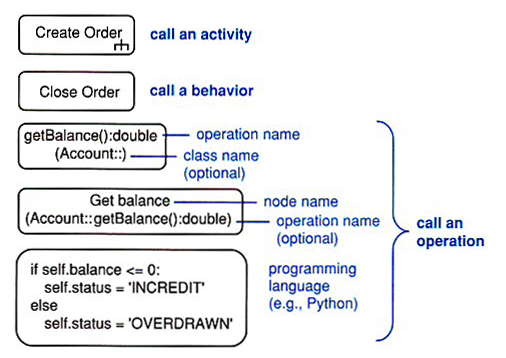 Create Order
call an activity
Close Order
call a behavior
getBalance():double
operation name
(Account::)
class name
(optional)
Get balance
node name
(Account::getBalance():double)
operation name
(optional)
call an
operation
if self.balance <= 0:
self.status = 'INCREDIT'
else
self.status = 'OVERDRAWN'
programming
language
(e.g., Python)